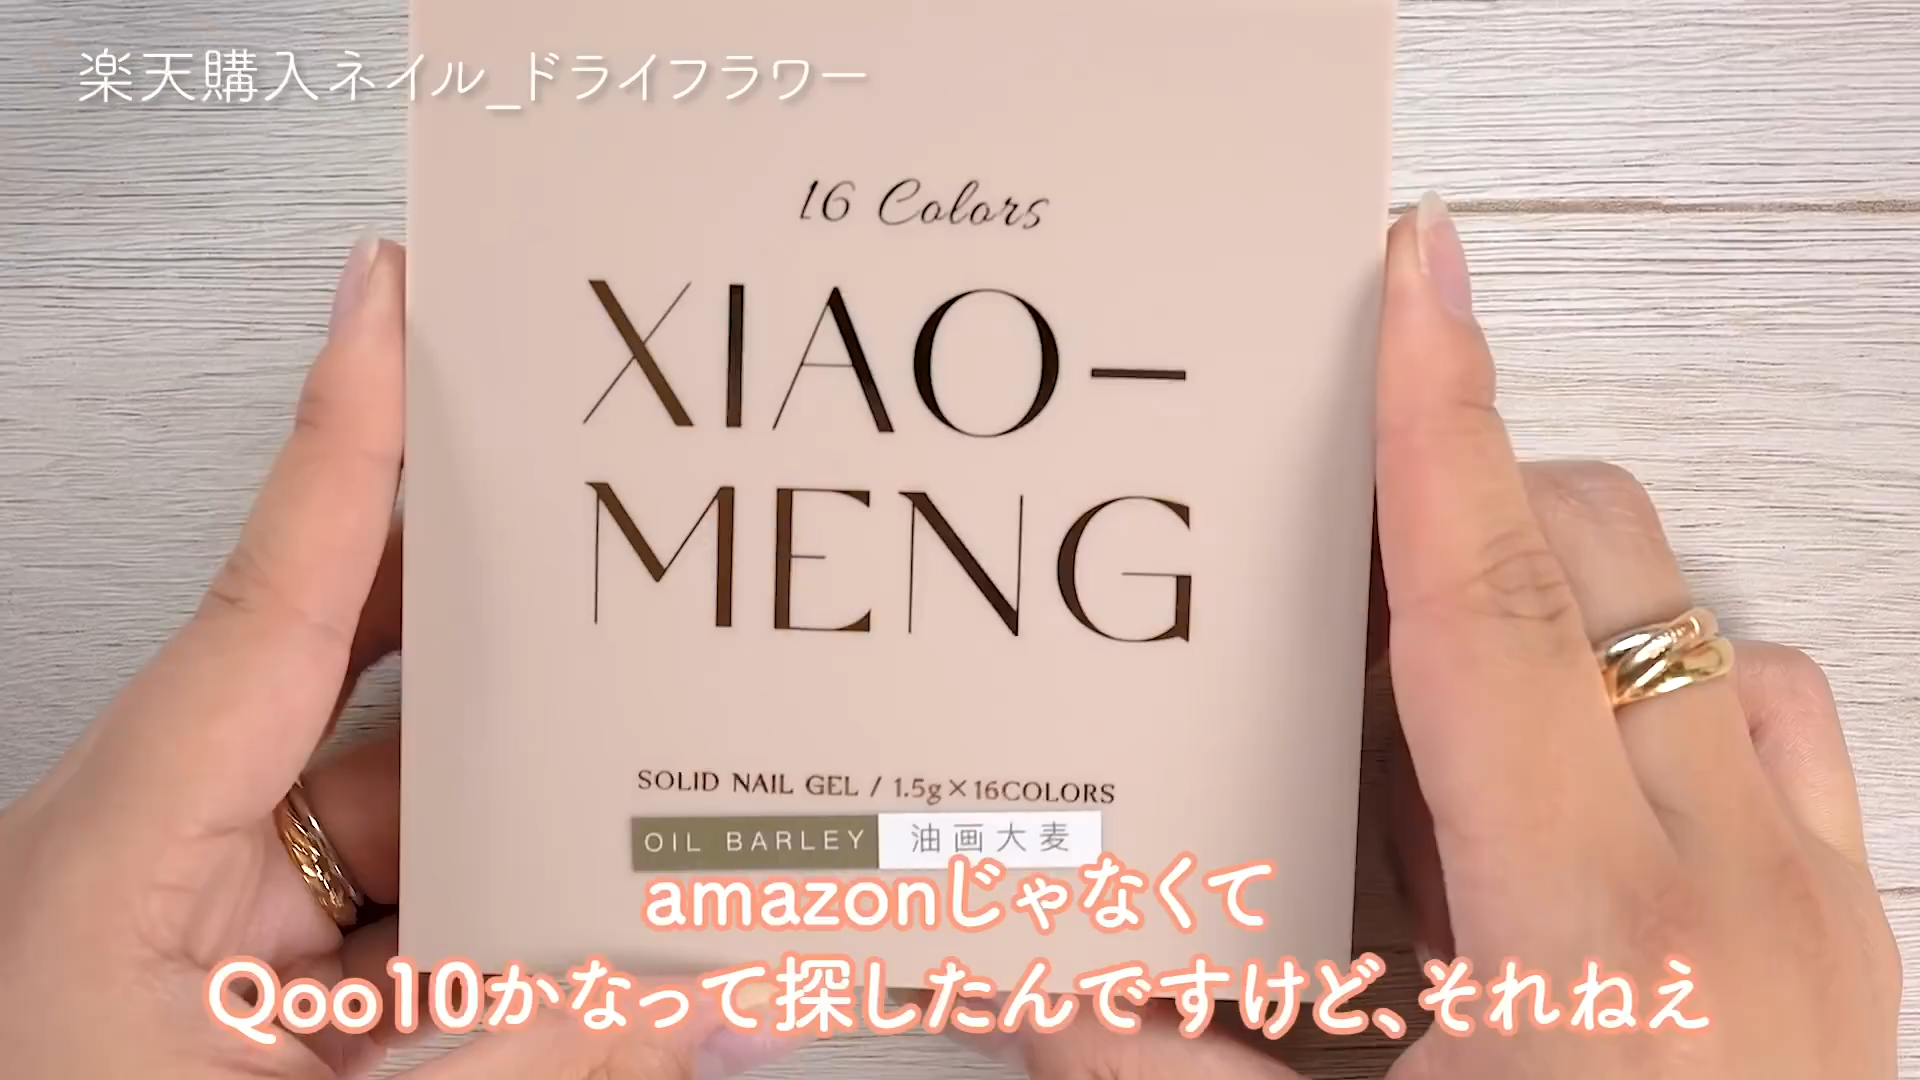 楽天購入ネイル_ドライフラワー
16 Colors
XIAO-
MENG
SOLID NAIL GEL / 1.5g×16COLORS
OIL BARLEY 油画大麦
amazonじゃなくて
Qoo10かなって探したんですけど、それねえ